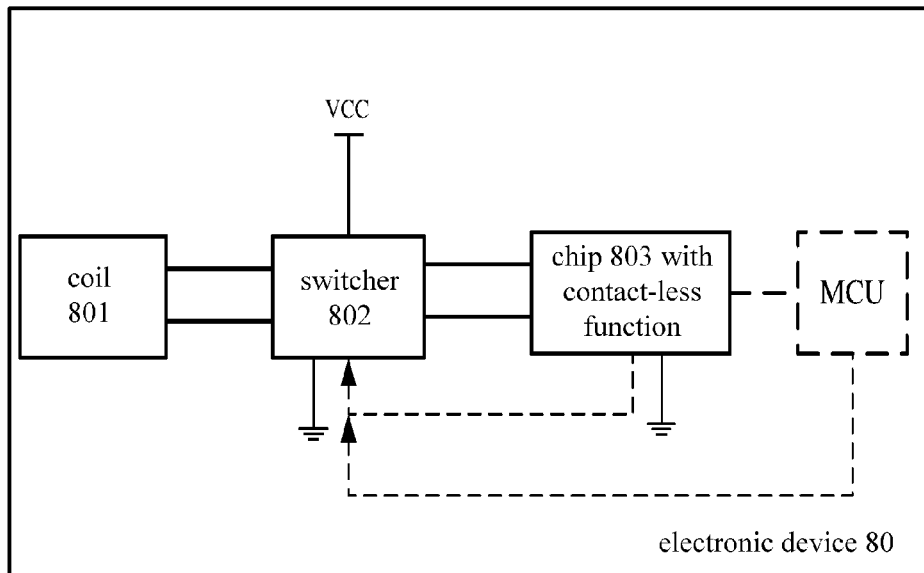 VCC
coil
801
switcher
802
chip 803 with
contact-less
function
MCU
electronic device 80